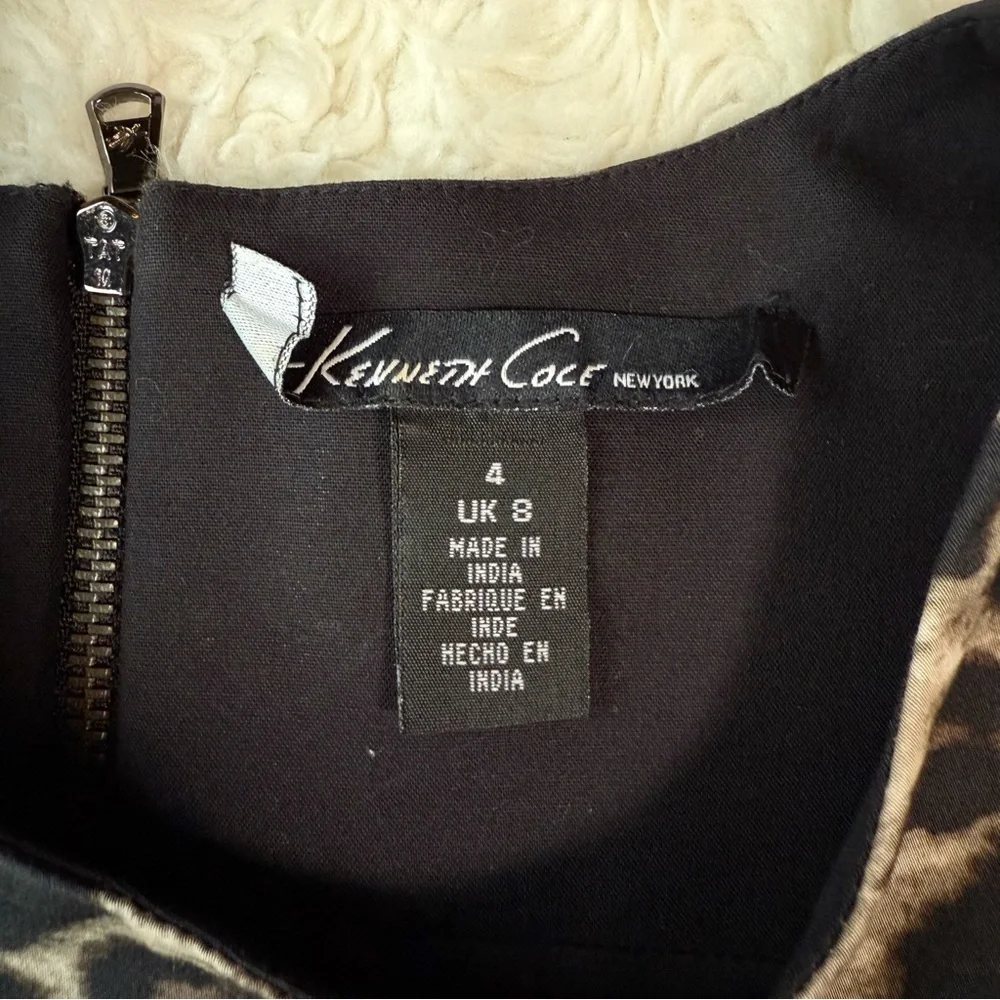 KENNETH COLE NEW YORK
4
UK 8
MADE IN
INDIA
FABRIQUE EN
INDE
HECHO EN
INDIA